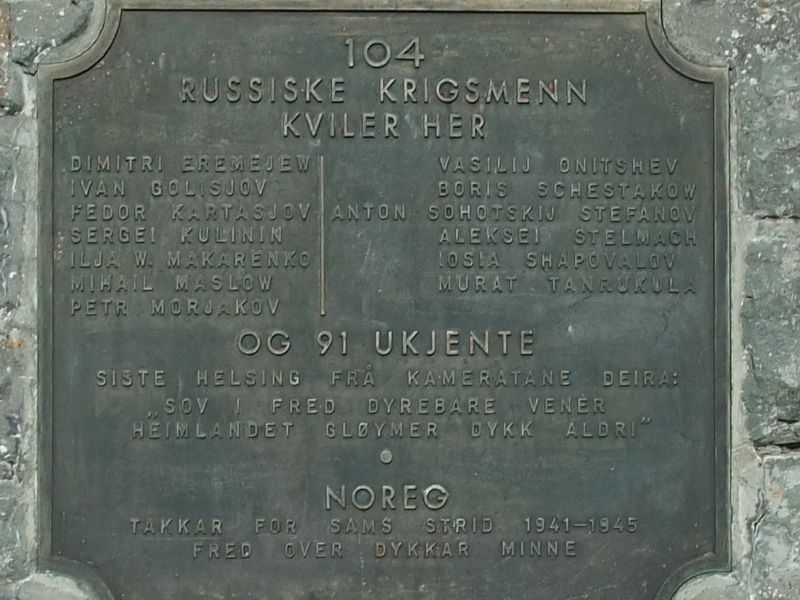 104
RUSSISKE KRIGSMENN
KVILER HER
DIMITRI EREMEJEW
IVAN GOLISJOV
FEDOR KARTASJOV
SERGEI KULININ
ILJA W. MAKARENKO
MIHAIL MASLOW
PETR MORJAKOV
VASILIJ ONITSHEV
BORIS SCHESTAKOW
ANTON SOHOTSKIJ STEFANOV
ALEKSEI STELMACH
IOSIA SHAPOVALOV
MURAT TANRUKULA
OG 91 UKJENTE
SISTE HELSING FRÅ KAMERATANE DEIRA:
„SOV I FRED DYREBARE VENER
HEIMLANDET GLØYMER DYKK ALDRI"
NOREG
TAKKAR FOR SAMS STRID 1941-1945
FRED OVER DYKKAR MINNE